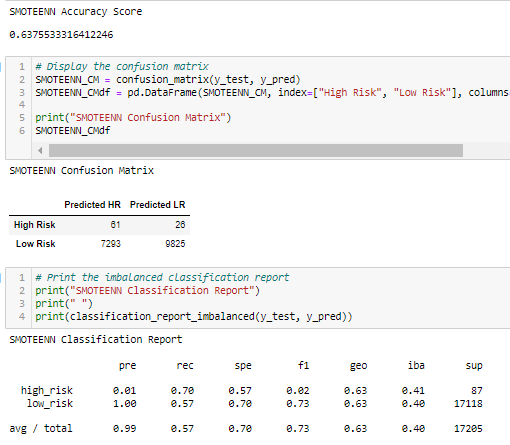 SMOTEENN Accuracy Score
0.6375533316412246
1 # Display the confusion matrix
2 SMOTEENN_CM = confusion_matrix(y_test, y_pred)
3 SMOTEENN_CMdf = pd.DataFrame(SMOTEENN_CM, index=["High Risk", "Low Risk"], columns
4
5 print("SMOTEENN Confusion Matrix")
6 SMOTEENN_CMdf
SMOTEENN Confusion Matrix
Predicted HR Predicted LR
High Risk 61 26
Low Risk 7293 9825
1 # Print the imbalanced classification report
2 print("SMOTEENN Classification Report")
3 print(" ")
4 print(classification_report_imbalanced(y_test, y_pred))
SMOTEENN Classification Report
pre rec spe f1 geo iba sup
high_risk 0.01 0.70 0.57 0.02 0.63 0.41 87
low_risk 1.00 0.57 0.70 0.73 0.63 0.40 17118
avg / total 0.99 0.57 0.70 0.73 0.63 0.40 17205